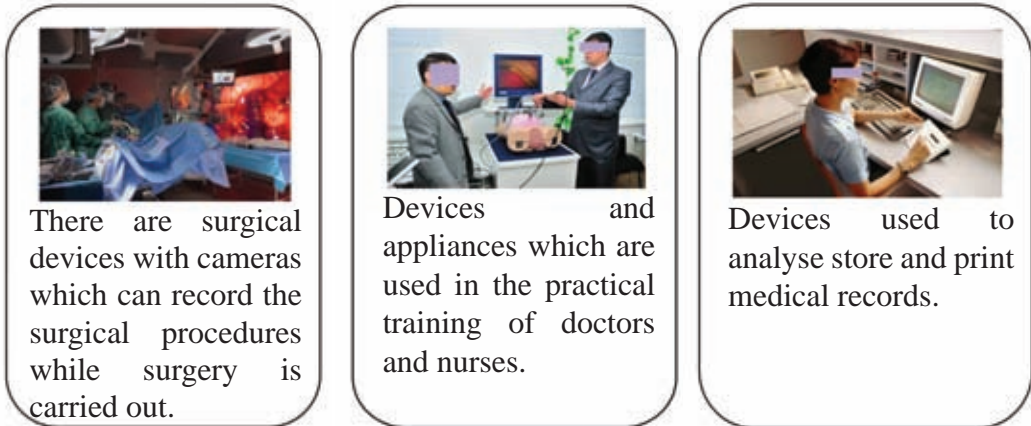 There are surgical
devices with cameras
which can record the
surgical procedures
while surgery is
carried out.
Devices and
appliances which are
used in the practical
training of doctors
and nurses.
Devices used to
analyse store and print
medical records.